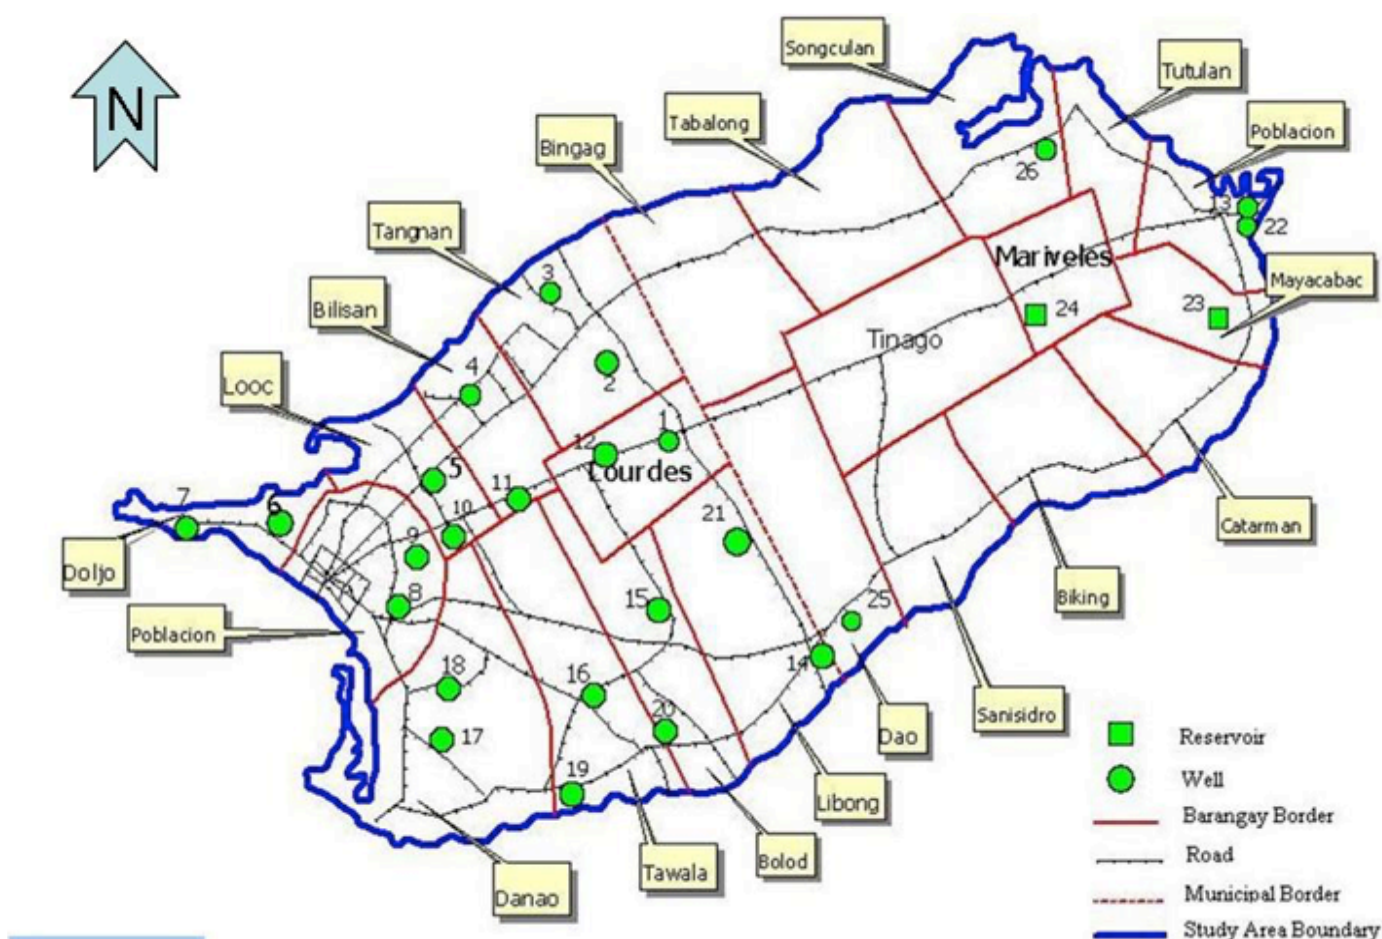 Songculan
N
Tutulan
Tabalong
Poblacion
Bingag
26
Tangnan
13
22
3
Mariveles
Mayacabac
Bilisan
24
23
Tinago
4
2
Looc
1
12
Lourdes
5
11
7
6
10
21
9
Catarman
Doljo
8
15
25
Biking
Poblacion
14
18
16
20
Sanisidro
17
Dao
Reservoir
19
Well
Libong
Barangay Border
Tawala
Bolod
Road
Danao
Municipal Border
Study Area Boundary